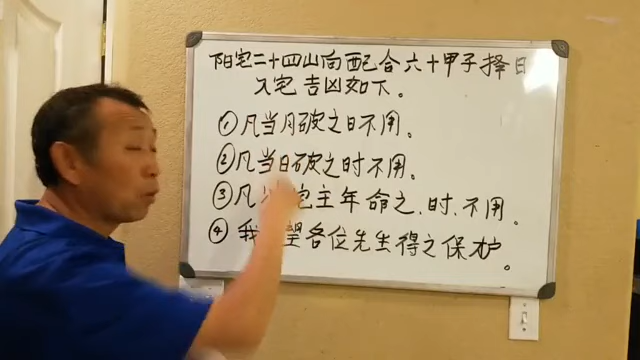 阳宅二十四山向配合六十甲子择日
入宅吉凶如下。
①凡当月破之日不用。
②凡当日破之时不用。
③凡 宅主年命之、时、不用。
④我 望各位先生得之保护。